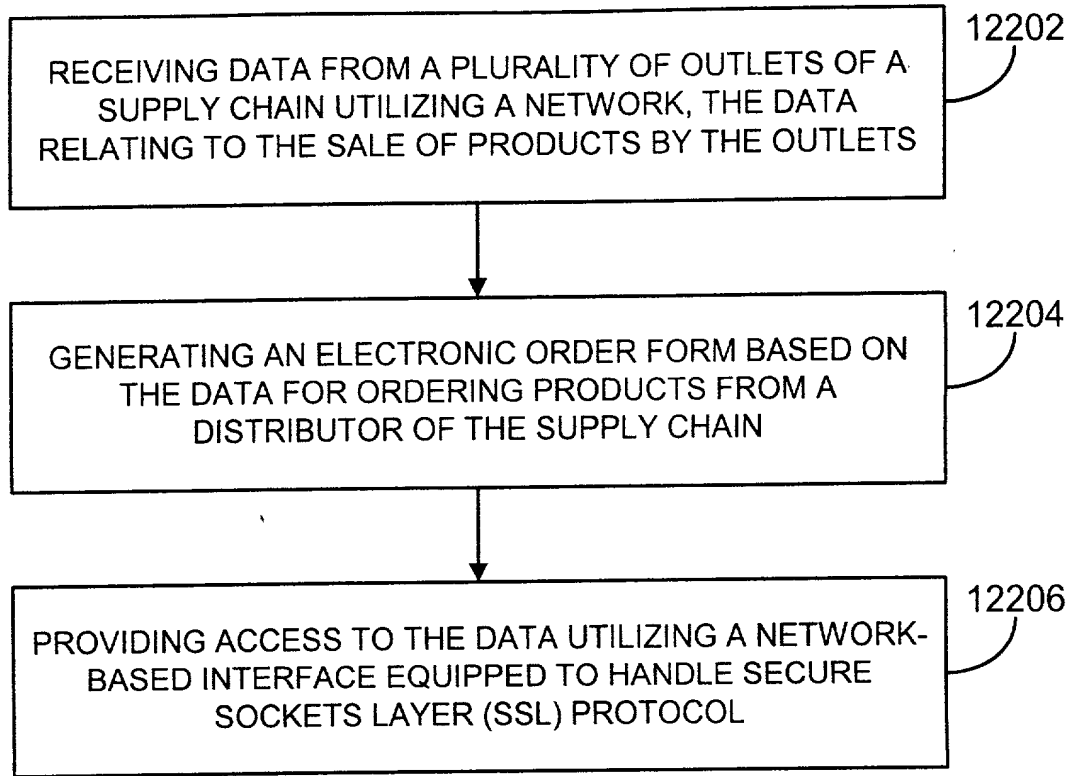 12202
RECEIVING DATA FROM A PLURALITY OF OUTLETS OF A
SUPPLY CHAIN UTILIZING A NETWORK, THE DATA
RELATING TO THE SALE OF PRODUCTS BY THE OUTLETS
12204
GENERATING AN ELECTRONIC ORDER FORM BASED ON
THE DATA FOR ORDERING PRODUCTS FROM A
DISTRIBUTOR OF THE SUPPLY CHAIN
12206
PROVIDING ACCESS TO THE DATA UTILIZING A NETWORK-
BASED INTERFACE EQUIPPED TO HANDLE SECURE
SOCKETS LAYER (SSL) PROTOCOL